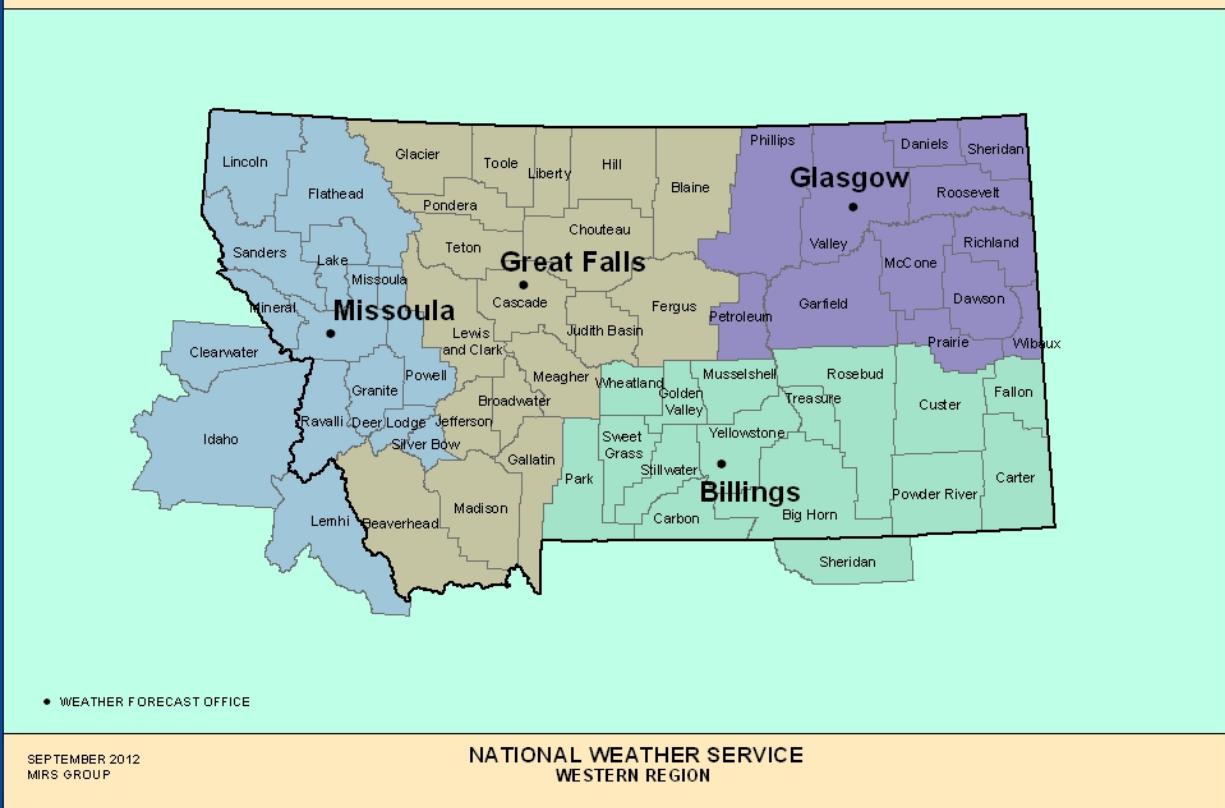 Phillips
Daniels
Sheridan
Glacier
Toole
Hill
Lincoln
Liberty
Blaine
Glasgow
Flathead
Roosevelt
Pondera
Chouteau
Valley
Richland
Teton
Sanders
Lake
Great Falls
McCone
Missoula
Cascade
Fergus
Garfield
Dawson
Mineral
Missoula
Petroleum
Judith Basin
Lewis
and Clark
Prairie
Wibaux
Clearwater
Powell
Meagher
Wheatland
Musselshell
Rosebud
Granite
Golden
Valley
Treasure
Fallon
Broadwater
Custer
Ravalli
Deer Lodge
Jefferson
Idaho
Silver Bow
Sweet
Grass
Yellowstone
Gallatin
Stillwater
Park
Billings
Carter
Powder River
Madison
Lemhi
Beaverhead
Carbon
Big Horn
Sheridan
WEATHER FORECAST OFFICE
SEPTEMBER 2012
MIRS GROUP
NATIONAL WEATHER SERVICE
WESTERN REGION